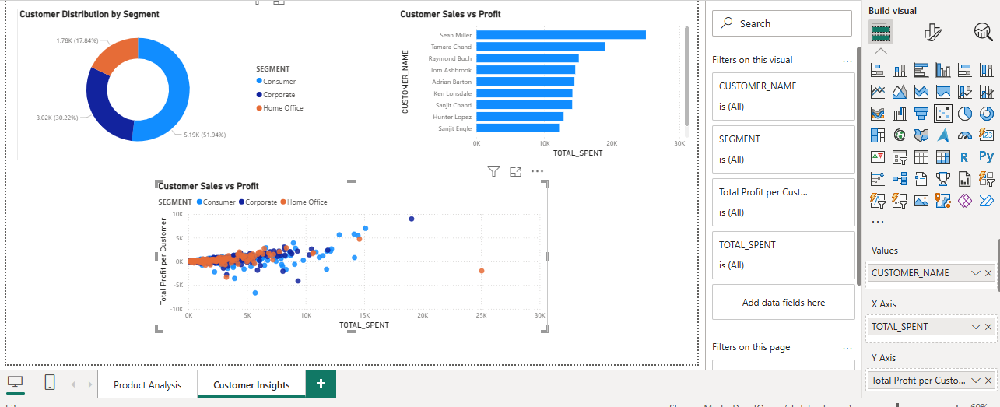 Customer Distribution by Segment
1.78K (17.84%)
3.02K (30.22%)
5.19K (51.94%)
SEGMENT
Consumer
Corporate
Home Office
Customer Sales vs Profit
CUSTOMER_NAME
Sean Miller
Tamara Chand
Raymond Buch
Tom Ashbrook
Adrian Barton
Ken Lonsdale
Sanjit Chand
Hunter Lopez
Sanjit Engle
0K 10K 20K 30K
TOTAL_SPENT
Customer Sales vs Profit
SEGMENT Consumer Corporate Home Office
Total Profit per Customer
10K
5K
0K
-5K
-10K
0K 5K 10K 15K 20K 25K 30K
TOTAL_SPENT
Product Analysis
Customer Insights
+
Search
Filters on this visual
...
CUSTOMER_NAME
is (All)
SEGMENT
is (All)
Total Profit per Cust...
is (All)
TOTAL_SPENT
is (All)
Add data fields here
Filters on this page
...
Build visual
123
R
Py
...
Values
CUSTOMER_NAME
X Axis
TOTAL_SPENT
Y Axis
Total Profit per Custo...